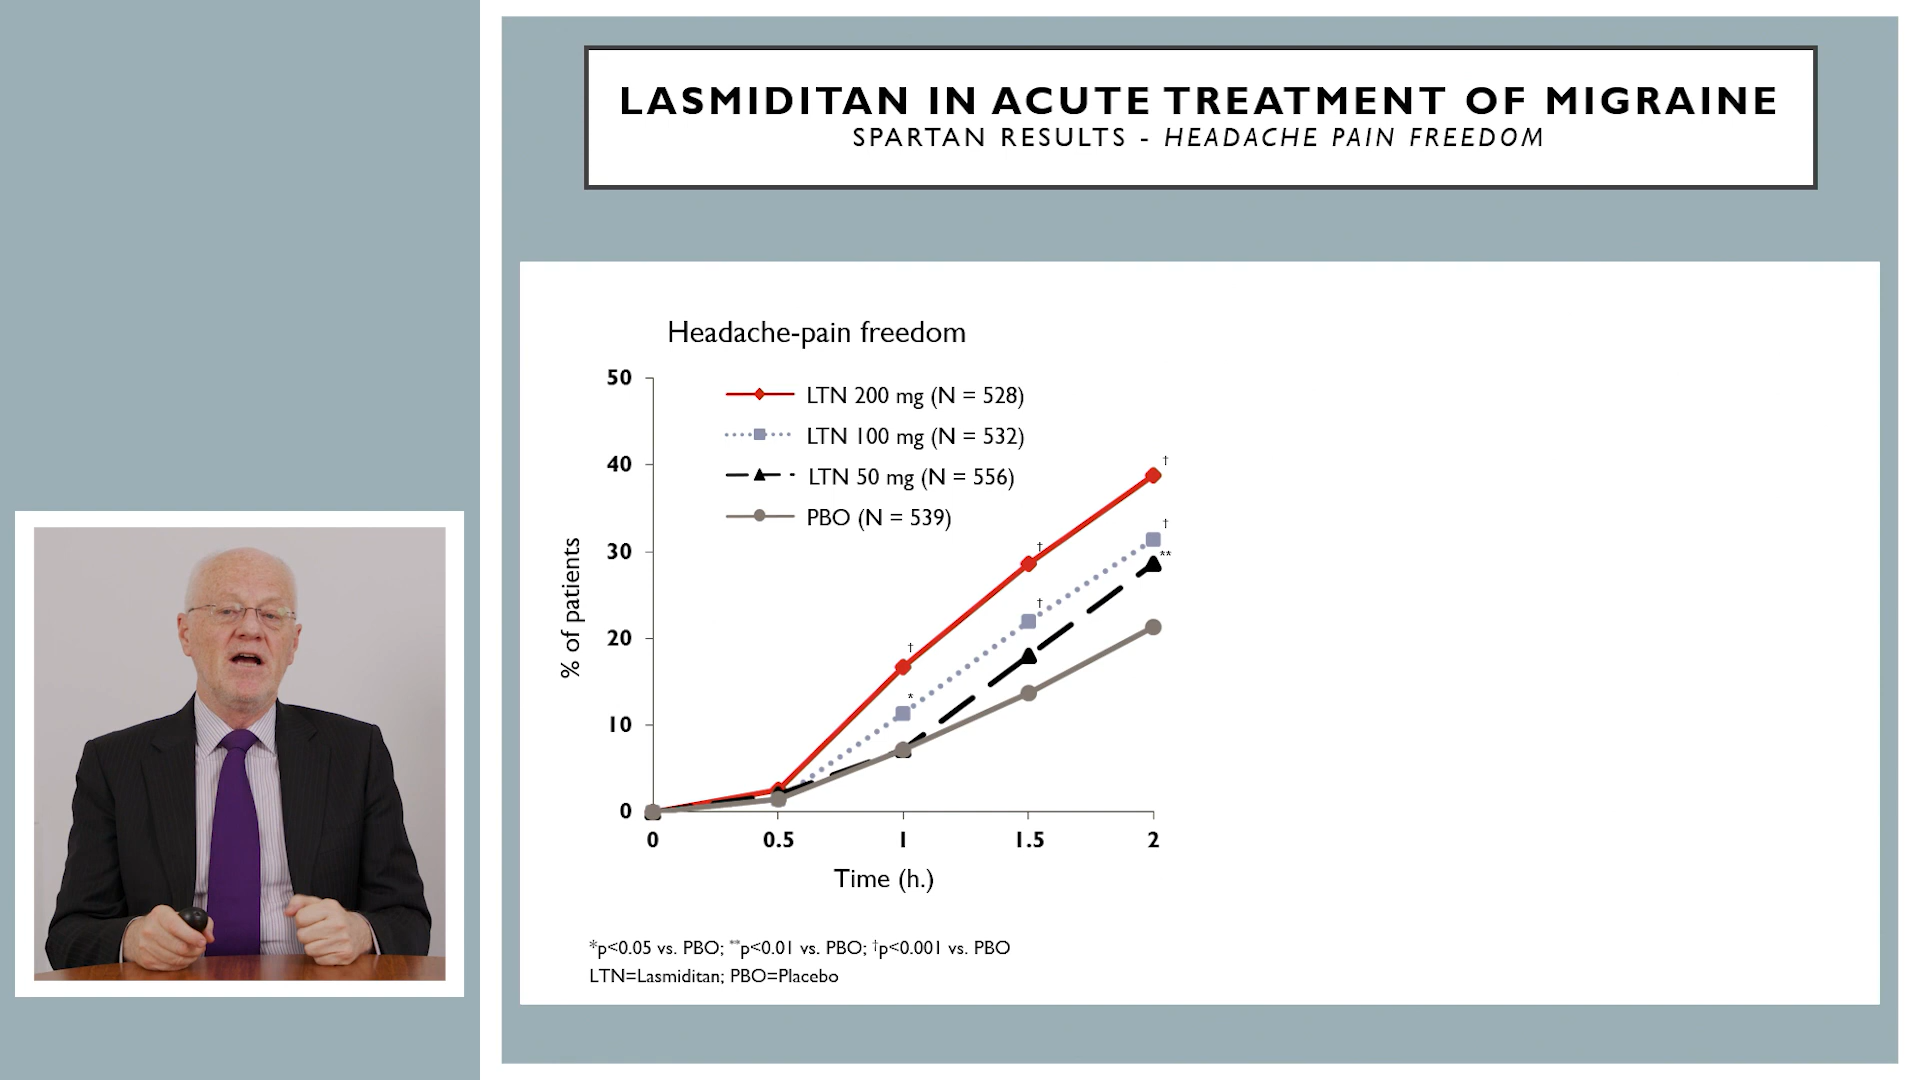 LASMIDITAN IN ACUTE TREATMENT OF MIGRAINE
SPARTAN RESULTS - HEADACHE PAIN FREEDOM
Headache-pain freedom
50
40
30
20
10
0
% of patients
LTN 200 mg (N = 528)
LTN 100 mg (N = 532)
LTN 50 mg (N = 556)
PBO (N = 539)
†
†
**
†
†
†
*
0 0.5 1 1.5 2
Time (h.)
*p<0.05 vs. PBO; **p<0.01 vs. PBO; †p<0.001 vs. PBO
LTN=Lasmiditan; PBO=Placebo